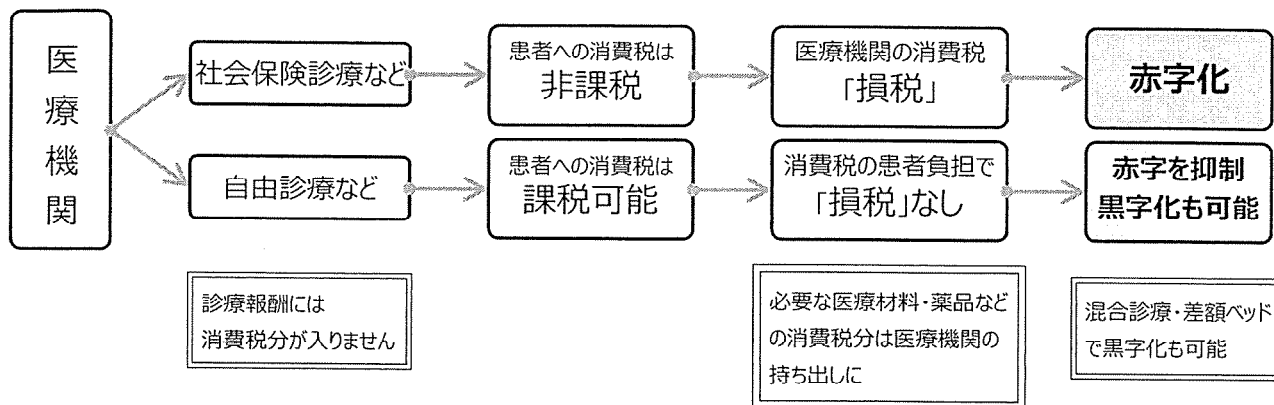 医療機関
社会保険診療など
患者への消費税は
非課税
医療機関の消費税
「損税」
赤字化
自由診療など
患者への消費税は
課税可能
消費税の患者負担で
「損税」なし
赤字を抑制
黒字化も可能
診療報酬には
消費税分が入りません
必要な医療材料・薬品など
の消費税分は医療機関の
持ち出しに
混合診療・差額ベッド
で黒字化も可能